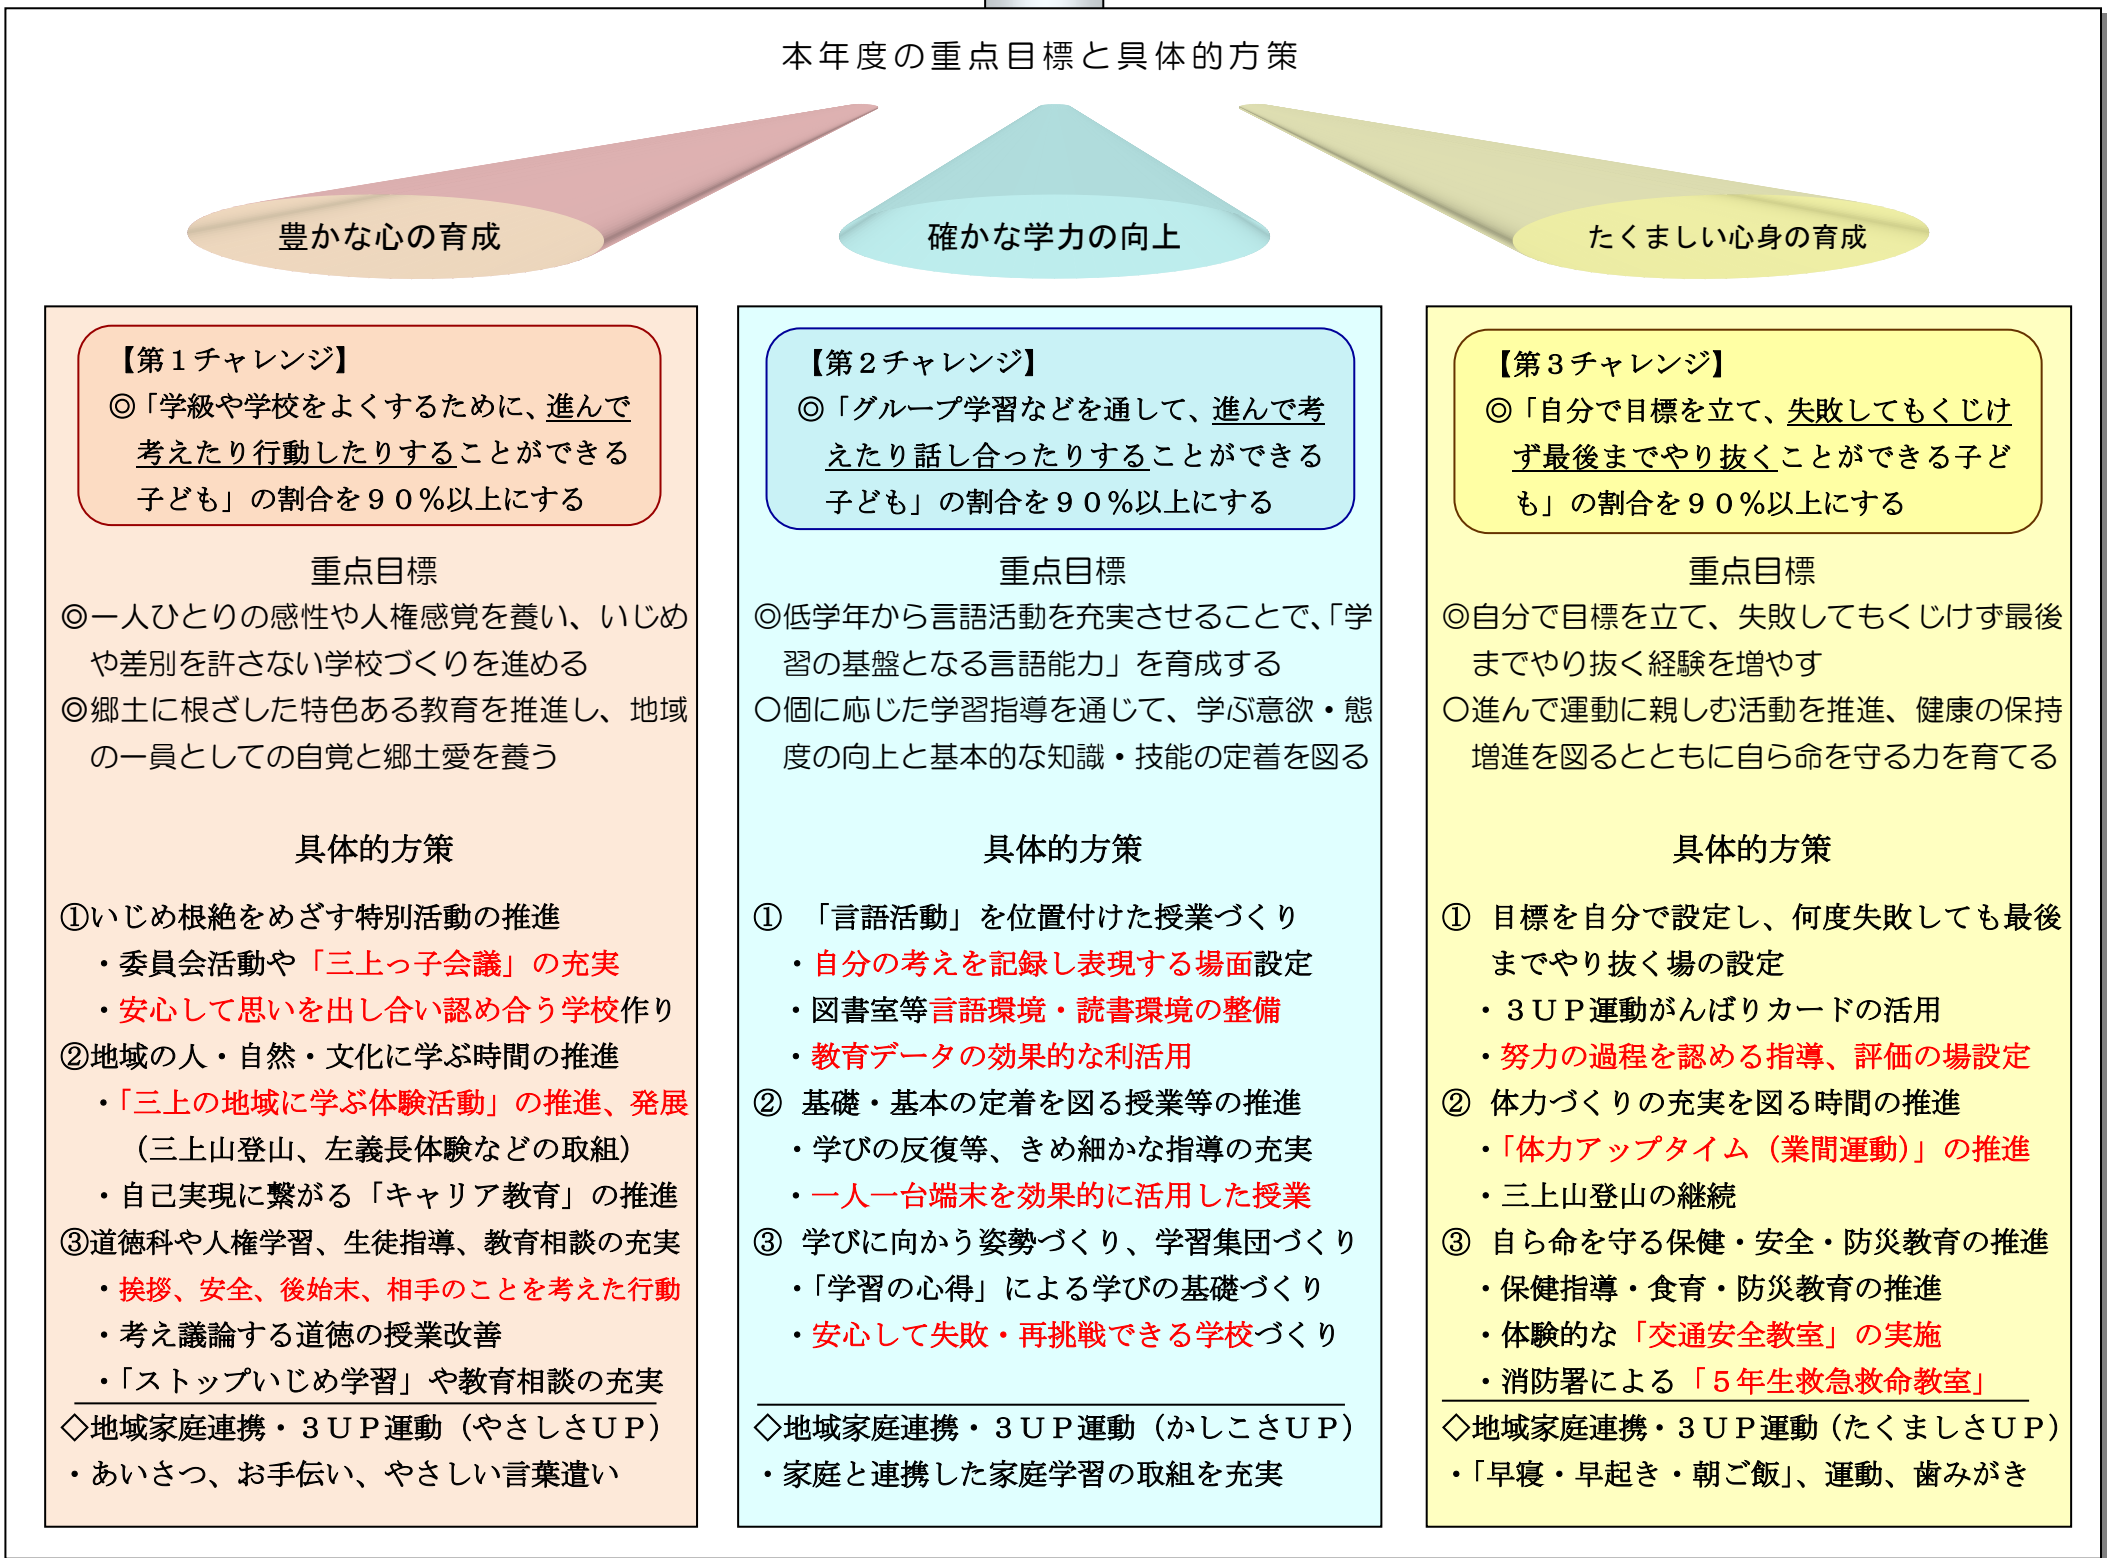 本年度の重点目標と具体的方策
豊かな心の育成
【第１チャレンジ】
◎「学級や学校をよくするために、進んで
考えたり行動したりすることができる
子ども」の割合を９０％以上にする
重点目標
◎一人ひとりの感性や人権感覚を養い、いじめ
や差別を許さない学校づくりを進める
◎郷土に根ざした特色ある教育を推進し、地域
の一員としての自覚と郷土愛を養う
具体的方策
①いじめ根絶をめざす特別活動の推進
・委員会活動や「三上っ子会議」の充実
・安心して思いを出し合い認め合う学校作り
②地域の人・自然・文化に学ぶ時間の推進
・「三上の地域に学ぶ体験活動」の推進、発展
（三上山登山、左義長体験などの取組）
・自己実現に繋がる「キャリア教育」の推進
③道徳科や人権学習、生徒指導、教育相談の充実
・挨拶、安全、後始末、相手のことを考えた行動
・考え議論する道徳の授業改善
・「ストップいじめ学習」や教育相談の充実
◇地域家庭連携・３ＵＰ運動（やさしさＵＰ）
・あいさつ、お手伝い、やさしい言葉遣い
確かな学力の向上
【第２チャレンジ】
◎「グループ学習などを通して、進んで考
えたり話し合ったりすることができる
子ども」の割合を９０％以上にする
重点目標
◎低学年から言語活動を充実させることで、「学
習の基盤となる言語能力」を育成する
○個に応じた学習指導を通じて、学ぶ意欲・態
度の向上と基本的な知識・技能の定着を図る
具体的方策
① 「言語活動」を位置付けた授業づくり
・自分の考えを記録し表現する場面設定
・図書室等言語環境・読書環境の整備
・教育データの効果的な利活用
② 基礎・基本の定着を図る授業等の推進
・学びの反復等、きめ細かな指導の充実
・一人一台端末を効果的に活用した授業
③ 学びに向かう姿勢づくり、学習集団づくり
・「学習の心得」による学びの基礎づくり
・安心して失敗・再挑戦できる学校づくり
◇地域家庭連携・３ＵＰ運動（かしこさＵＰ）
・家庭と連携した家庭学習の取組を充実
たくましい心身の育成
【第３チャレンジ】
◎「自分で目標を立て、失敗してもくじけ
ず最後までやり抜くことができる子ど
も」の割合を９０％以上にする
重点目標
◎自分で目標を立て、失敗してもくじけず最後
までやり抜く経験を増やす
○進んで運動に親しむ活動を推進、健康の保持
増進を図るとともに自ら命を守る力を育てる
具体的方策
① 目標を自分で設定し、何度失敗しても最後
までやり抜く場の設定
・３ＵＰ運動がんばりカードの活用
・努力の過程を認める指導、評価の場設定
② 体力づくりの充実を図る時間の推進
・「体力アップタイム（業間運動）」の推進
・三上山登山の継続
③ 自ら命を守る保健・安全・防災教育の推進
・保健指導・食育・防災教育の推進
・体験的な「交通安全教室」の実施
・消防署による「５年生救急救命教室」
◇地域家庭連携・３ＵＰ運動（たくましさＵＰ）
・「早寝・早起き・朝ご飯」、運動、歯みがき